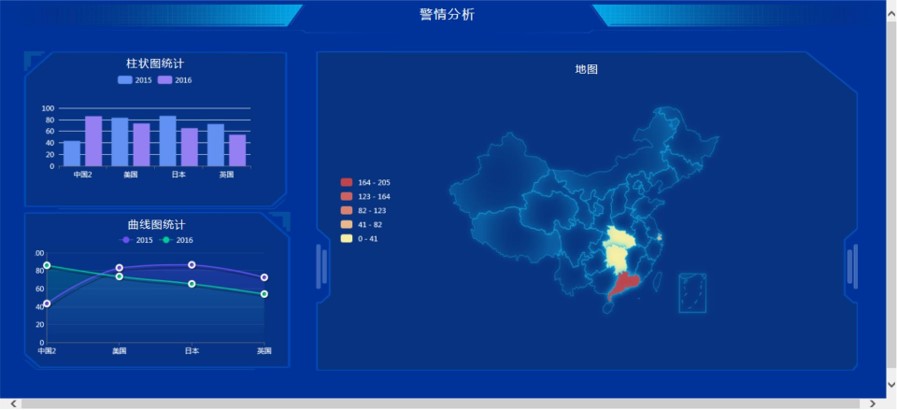 警情分析
柱状图统计
2015 2016
100
80
60
40
20
0
中国2 美国 日本 英国
曲线图统计
2015 2016
00
80
60
40
20
0
中国2 美国 日本 英国
地图
164 - 205
123 - 164
82 - 123
41 - 82
0 - 41